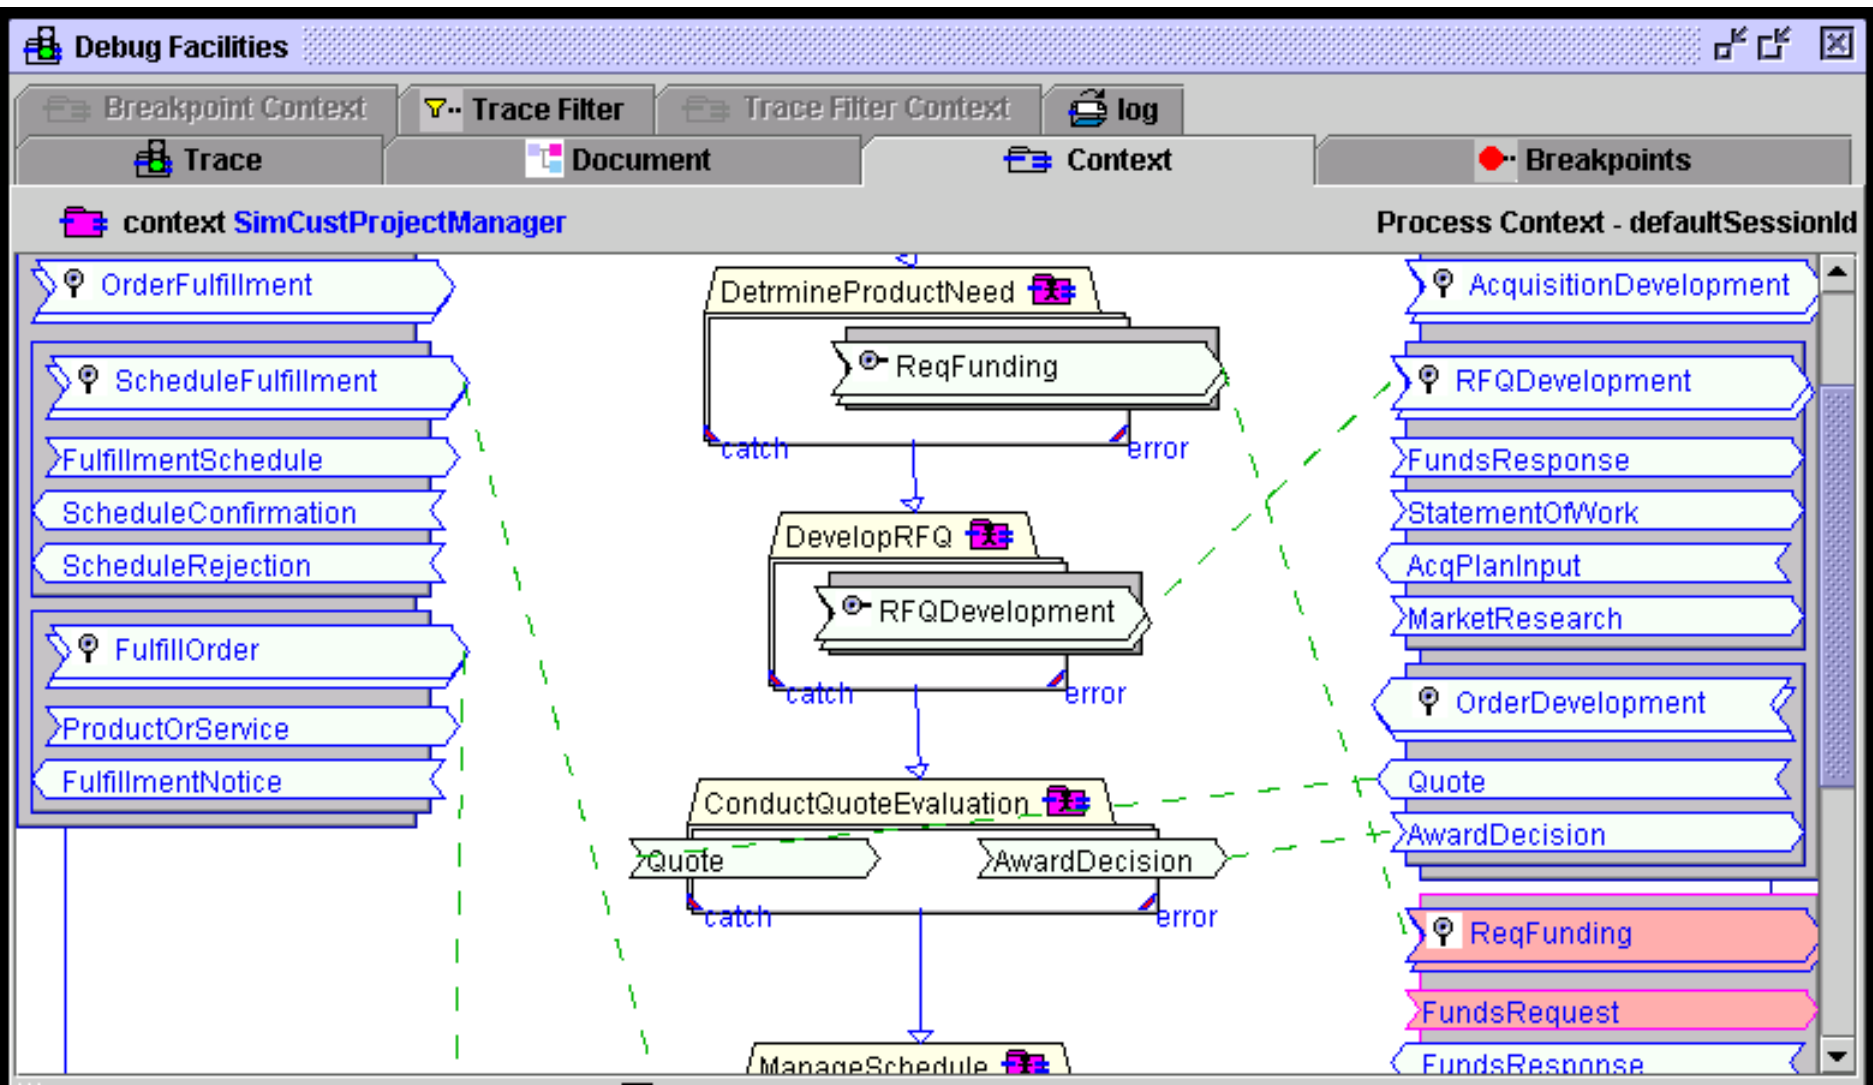 Debug Facilities
Breakpoint Context
Trace Filter
Trace Filter Context
log
Trace
Document
Context
Breakpoints
context SimCustProjectManager
Process Context - defaultSessionId
OrderFulfillment
ScheduleFulfillment
FulfillmentSchedule
ScheduleConfirmation
ScheduleRejection
FulfillOrder
ProductOrService
FulfillmentNotice
DetrmineProductNeed
ReqFunding
catch
error
DevelopRFQ
RFQDevelopment
catch
error
ConductQuoteEvaluation
Quote
AwardDecision
catch
error
ManageSchedule
AcquisitionDevelopment
RFQDevelopment
FundsResponse
StatementOfWork
AcqPlanInput
MarketResearch
OrderDevelopment
Quote
AwardDecision
ReqFunding
FundsRequest
FundsResponse